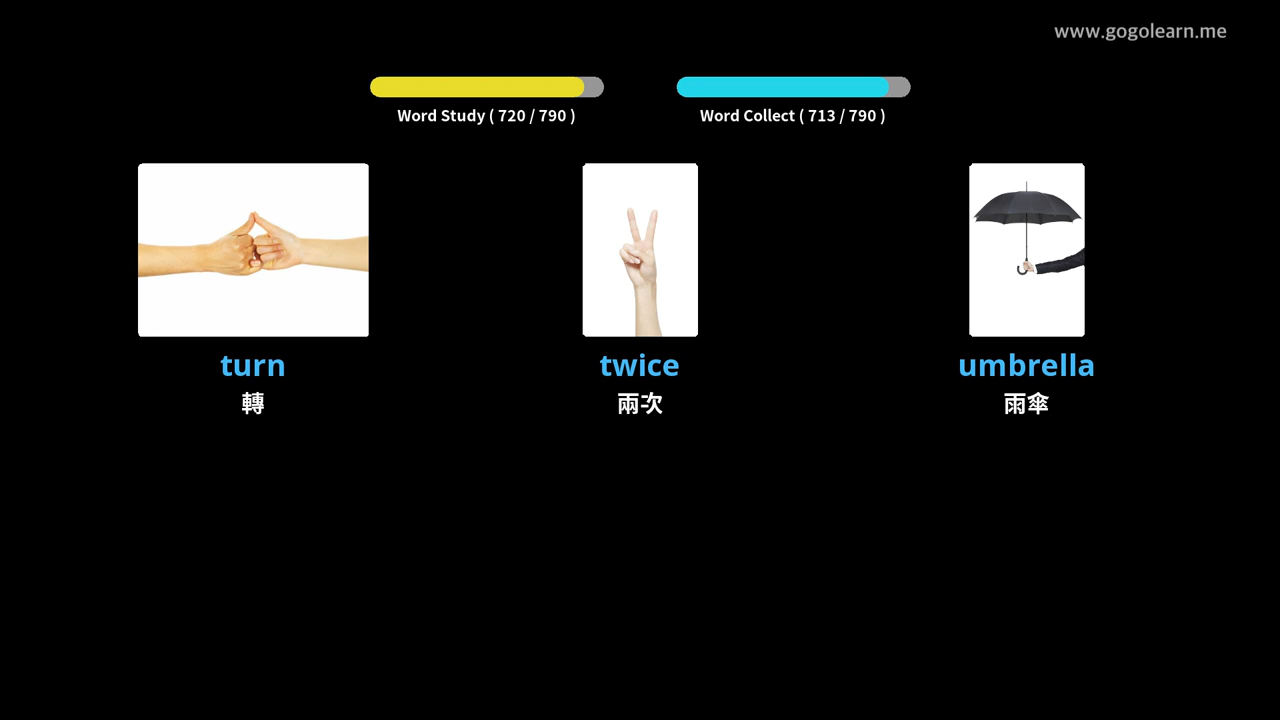 www.gogolearn.me
Word Study ( 720 / 790 )
Word Collect ( 713 / 790 )
turn
twice
umbrella
轉
兩次
雨傘